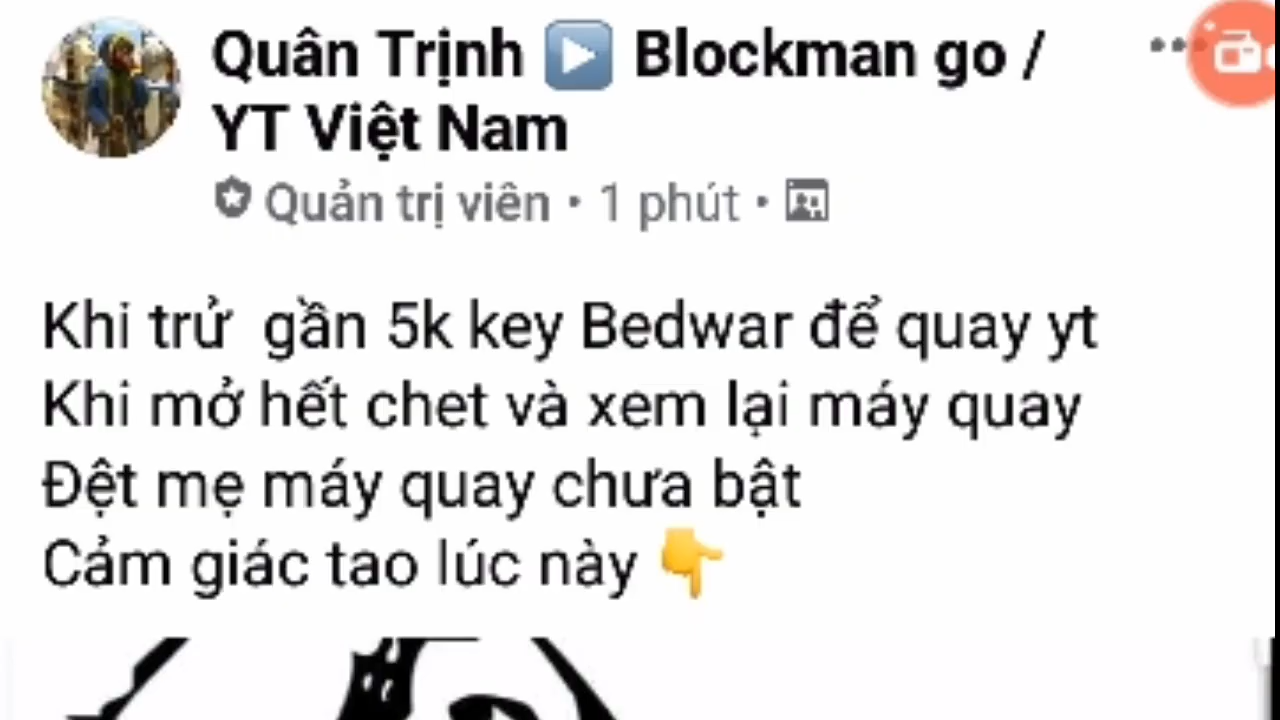 Quân Trịnh ▶️ Blockman go /
YT Việt Nam
Quản trị viên • 1 phút •
Khi trử gần 5k key Bedwar để quay yt
Khi mở hết chet và xem lại máy quay
Đệt mẹ máy quay chưa bật
Cảm giác tao lúc này 👇